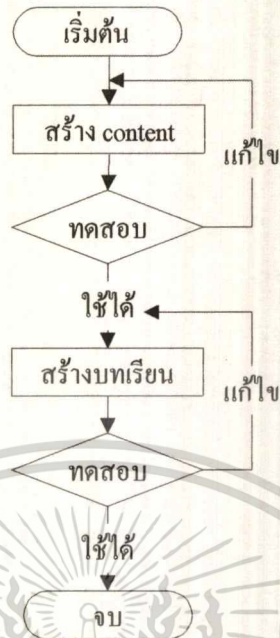 เริ่มต้น
สร้าง content
แก้ไข
ทดสอบ
ใช้ได้
สร้างบทเรียน
แก้ไข
ทดสอบ
ใช้ได้
จบ